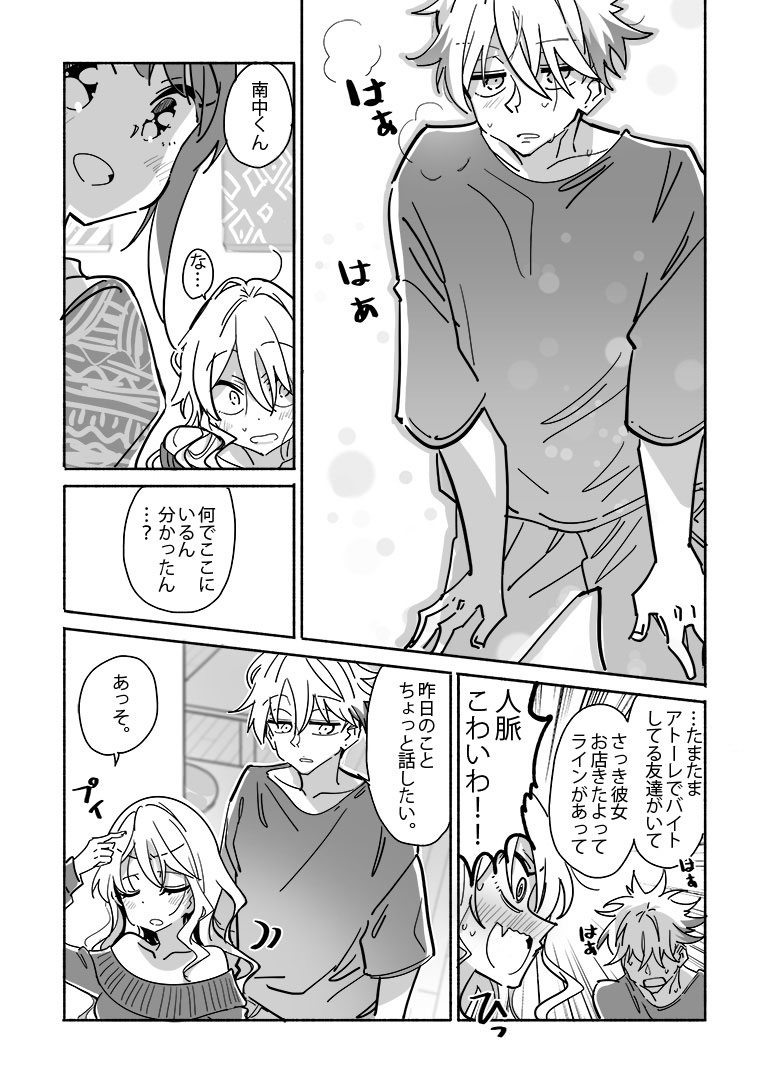 はぁ
はぁ
南中くん
な…
何でここに
いるん
分かったん
…?
…たまたま
アトーレでバイト
してる友達がいて
さっき彼女
お店きたよって
ラインがあって
はぁ
はぁ
人脈
こわいわ!!
ひっ
昨日のこと
ちょっと話したい。
あっそ。
プイ